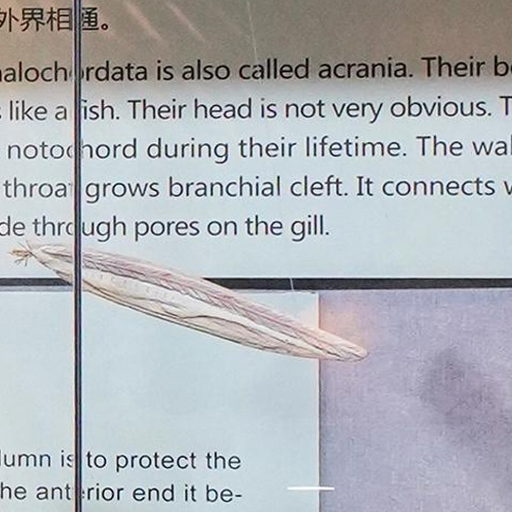 外界相通。
alochordata is also called acrania. Their b
like a fish. Their head is not very obvious. T
notochord during their lifetime. The wal
throat grows branchial cleft. It connects w
de through pores on the gill.
lumn is to protect the
he anterior end it be-